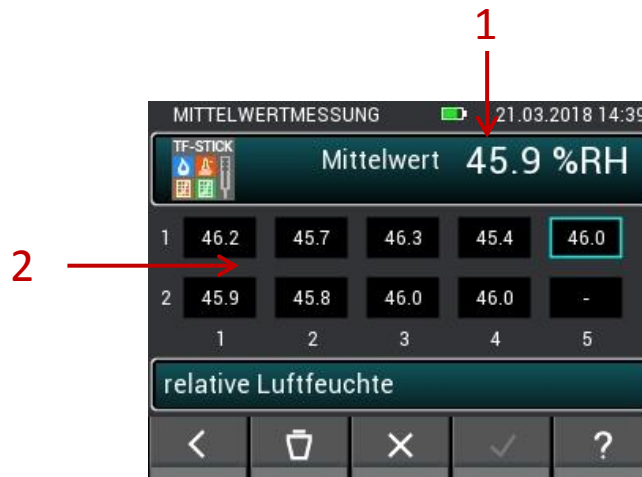 1
MITTELWERTMESSUNG 21.03.2018 14:39
TF-STICK
Mittelwert 45.9 %RH
2
1 46.2 45.7 46.3 45.4 46.0
2 45.9 45.8 46.0 46.0 -
1 2 3 4 5
relative Luftfeuchte
?